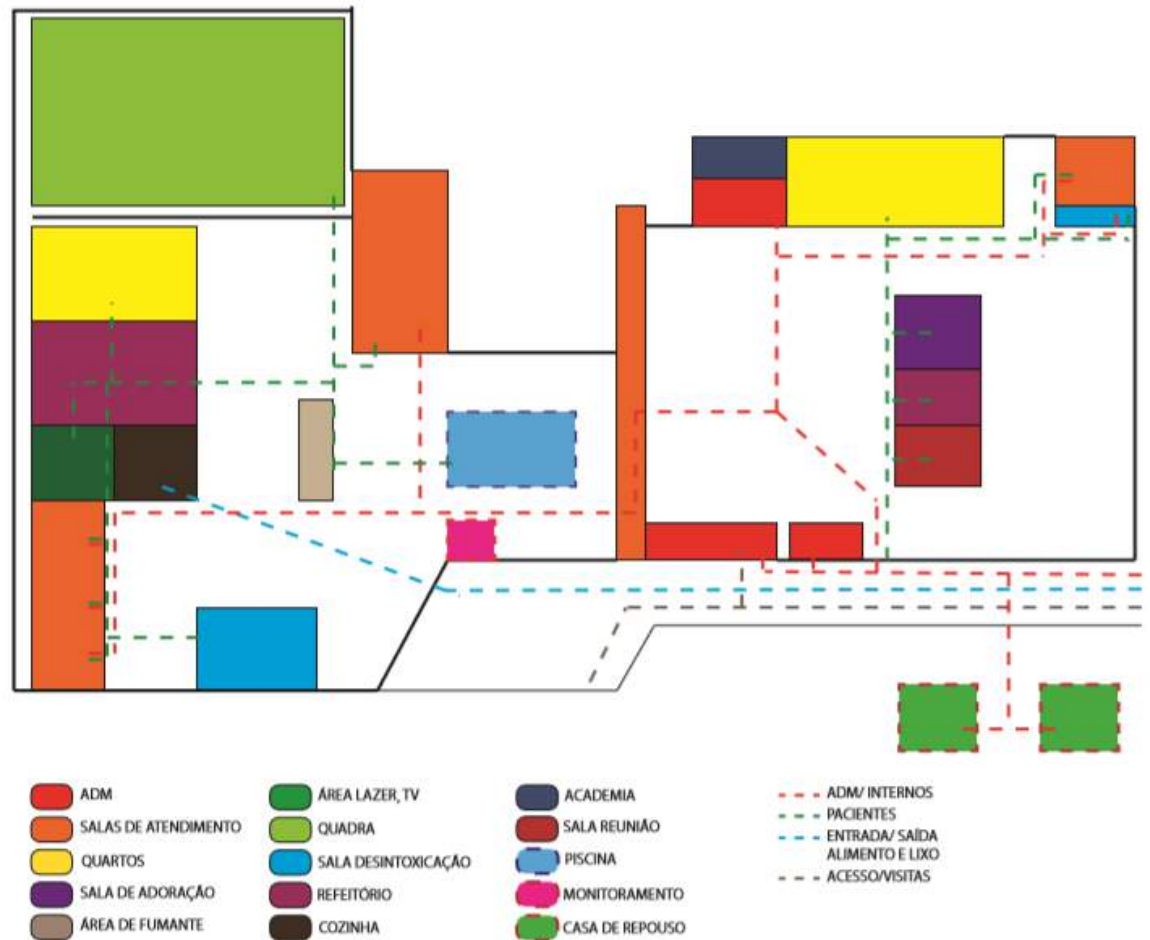 ADM
SALAS DE ATENDIMENTO
QUARTOS
SALA DE ADORAÇÃO
ÁREA DE FUMANTE
ÁREA LAZER, TV
QUADRA
SALA DESINTOXICAÇÃO
REFEITÓRIO
COZINHA
ACADEMIA
SALA REUNIÃO
PISCINA
MONITORAMENTO
CASA DE REPOUSO
ADM/ INTERNOS
PACIENTES
ENTRADA/ SAÍDA
ALIMENTO E LIXO
ACESSO/VISITAS